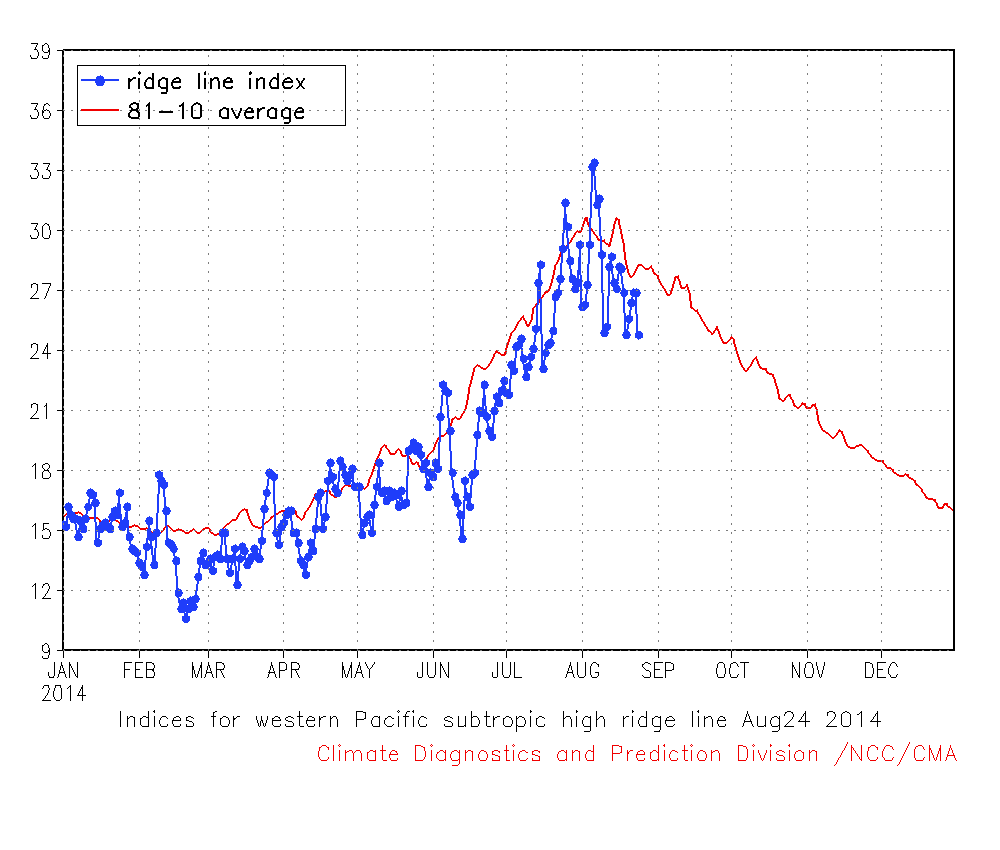 39
ridge line index
81-10 average
36
33
30
27
24
21
18
15
12
9
JAN FEB MAR APR MAY JUN JUL AUG SEP OCT NOV DEC
2014
Indices for western Pacific subtropic high ridge line Aug24 2014
Climate Diagnostics and Prediction Division /NCC/CMA